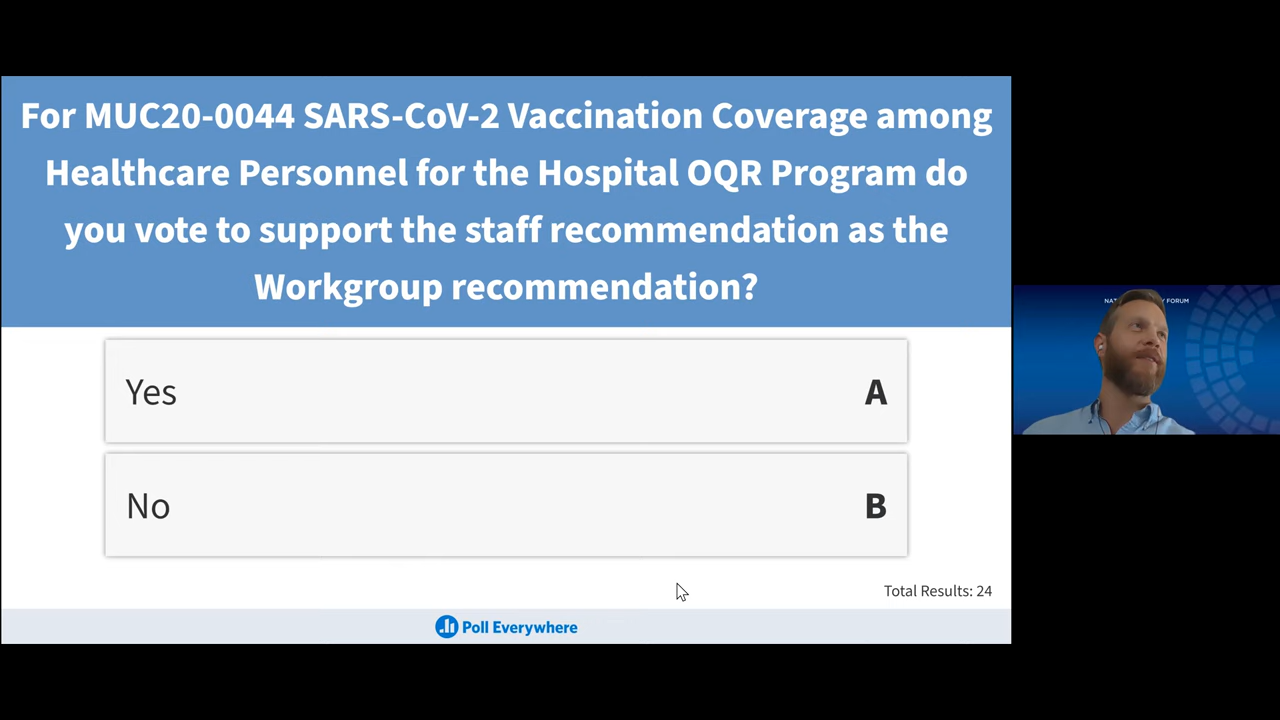 For MUC20-0044 SARS-CoV-2 Vaccination Coverage among
Healthcare Personnel for the Hospital OQR Program do
you vote to support the staff recommendation as the
Workgroup recommendation?
Yes A
No B
Total Results: 24
Poll Everywhere
FORUM